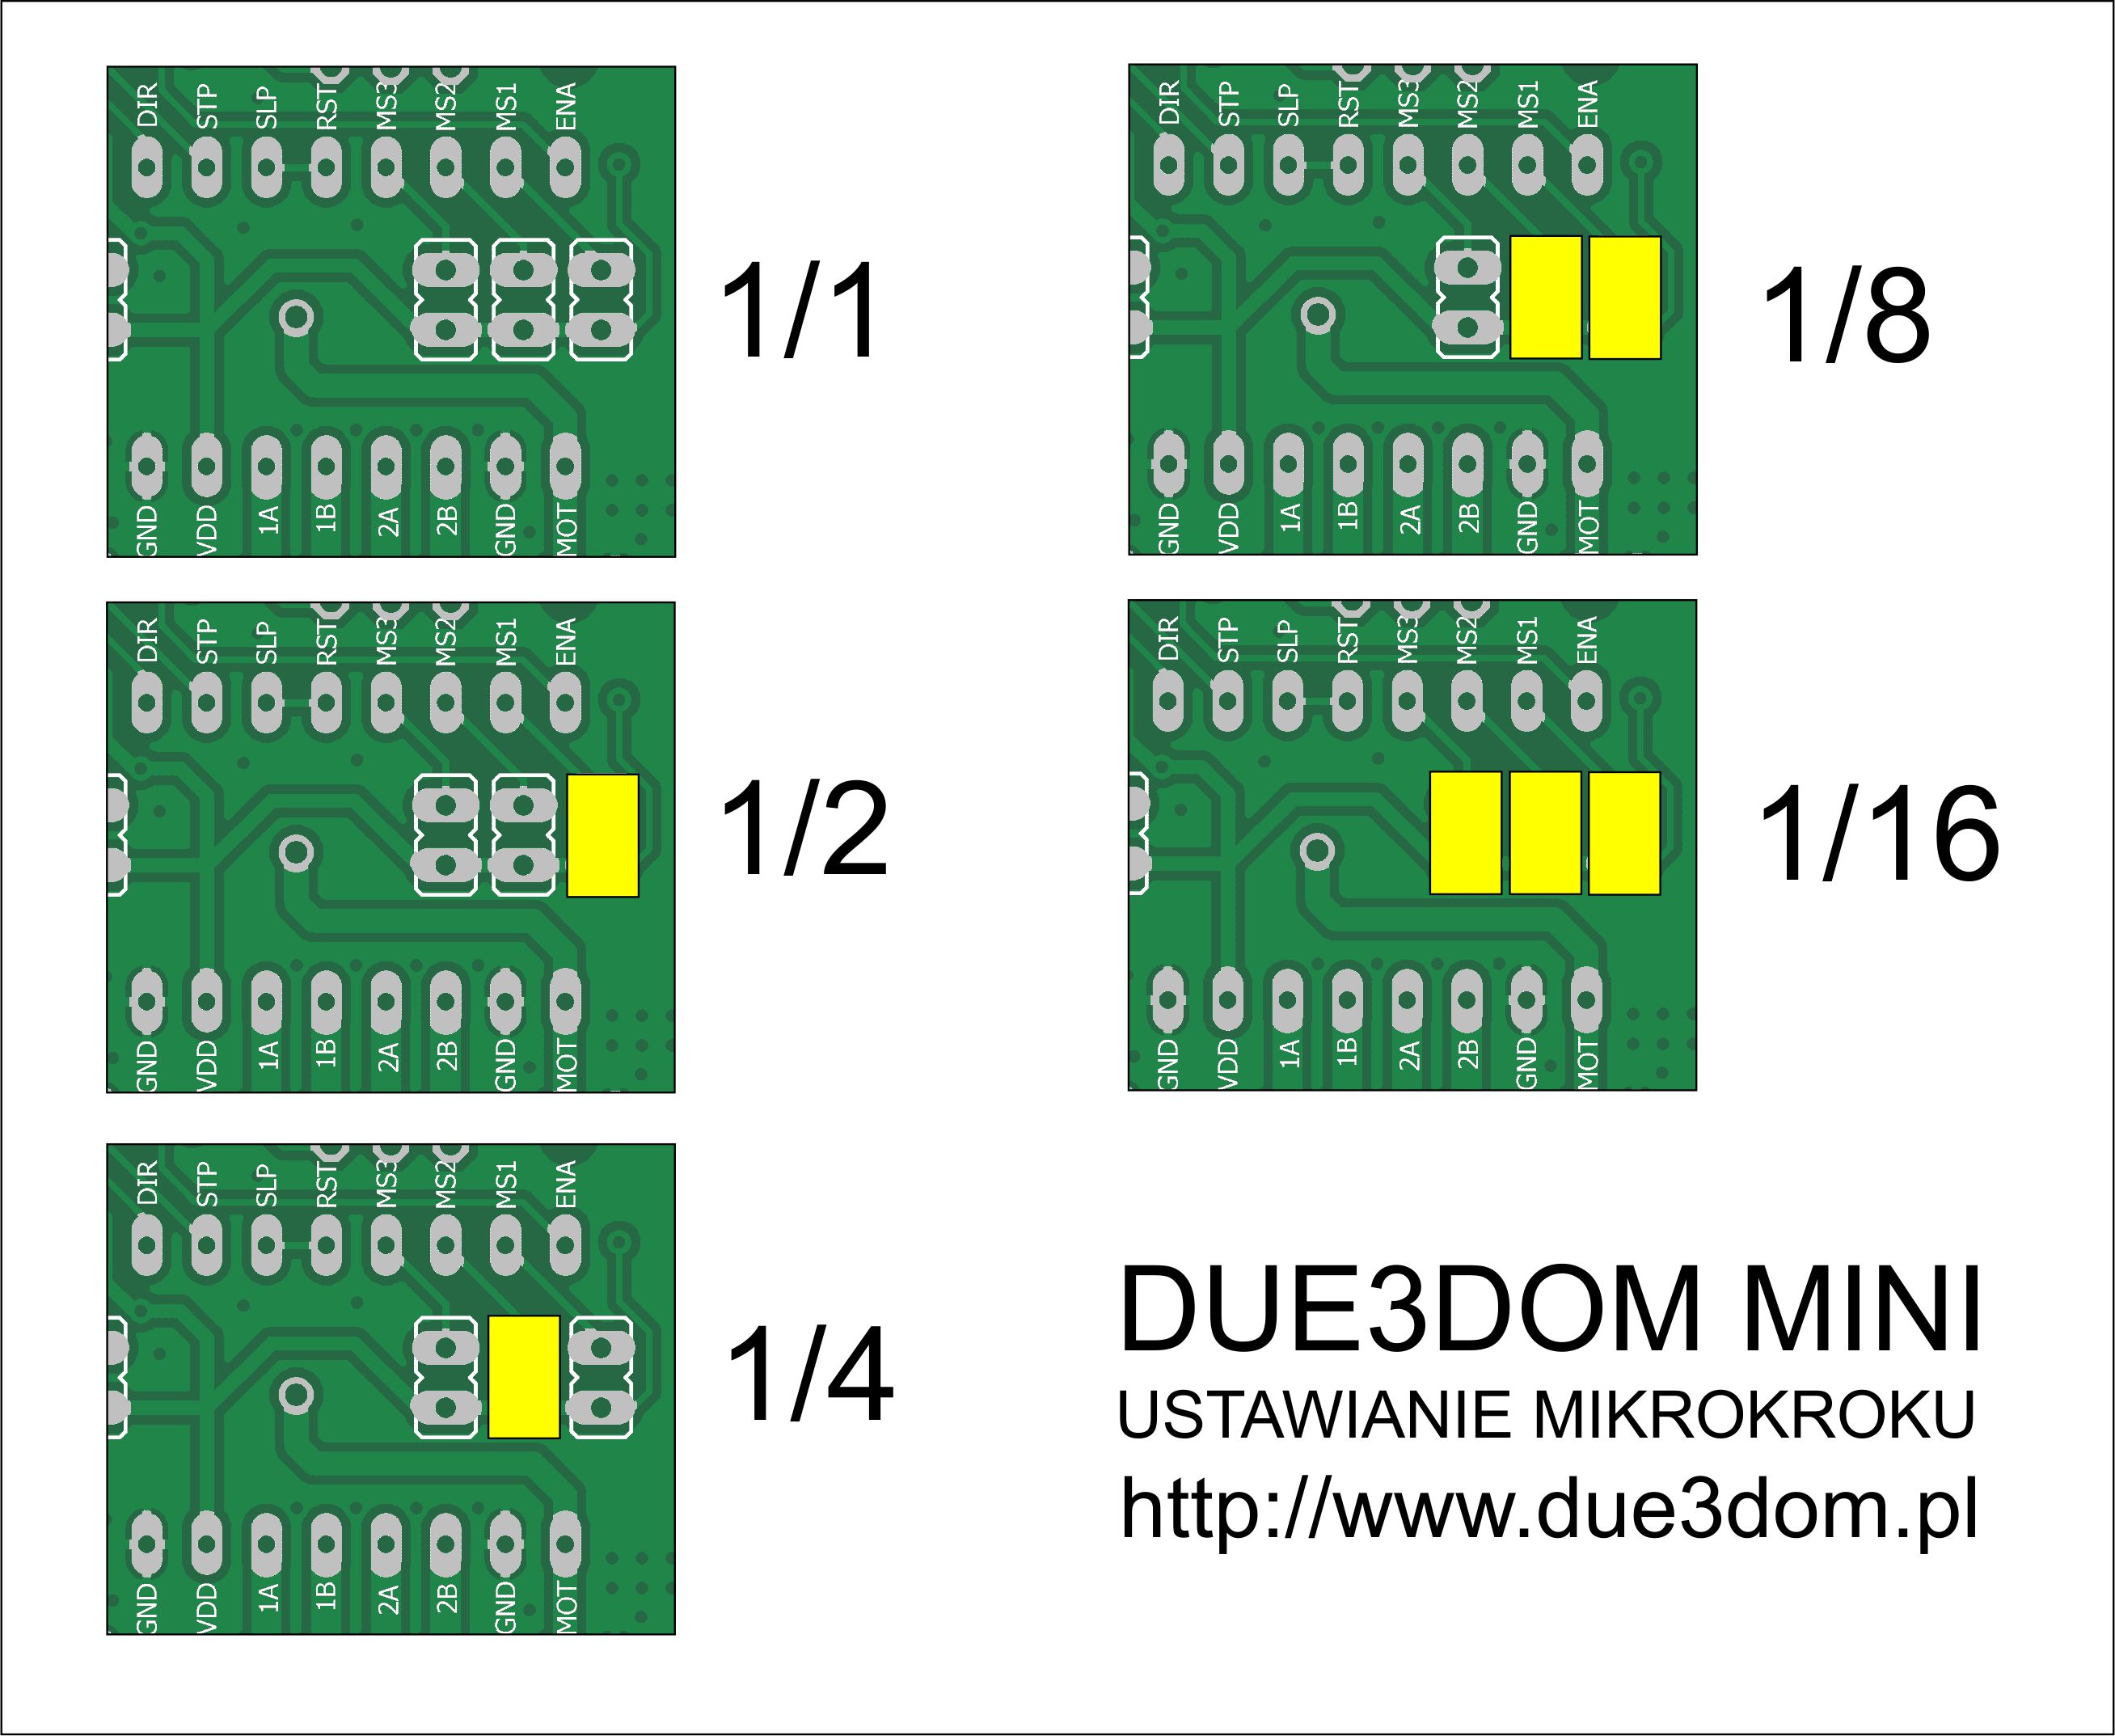 DIR STP SLP RST MS3 MS2 MS1 ENA
1/1
GND VDD 1A 1B 2A 2B GND MOT
DIR STP SLP RST MS3 MS2 MS1 ENA
1/2
GND VDD 1A 1B 2A 2B GND MOT
DIR STP SLP RST MS3 MS2 MS1 ENA
1/4
GND VDD 1A 1B 2A 2B GND MOT
DIR STP SLP RST MS3 MS2 MS1 ENA
1/8
GND VDD 1A 1B 2A 2B GND MOT
DIR STP SLP RST MS3 MS2 MS1 ENA
1/16
GND VDD 1A 1B 2A 2B GND MOT
DUE3DOM MINI
USTAWIANIE MIKROKROKU
http://www.due3dom.pl